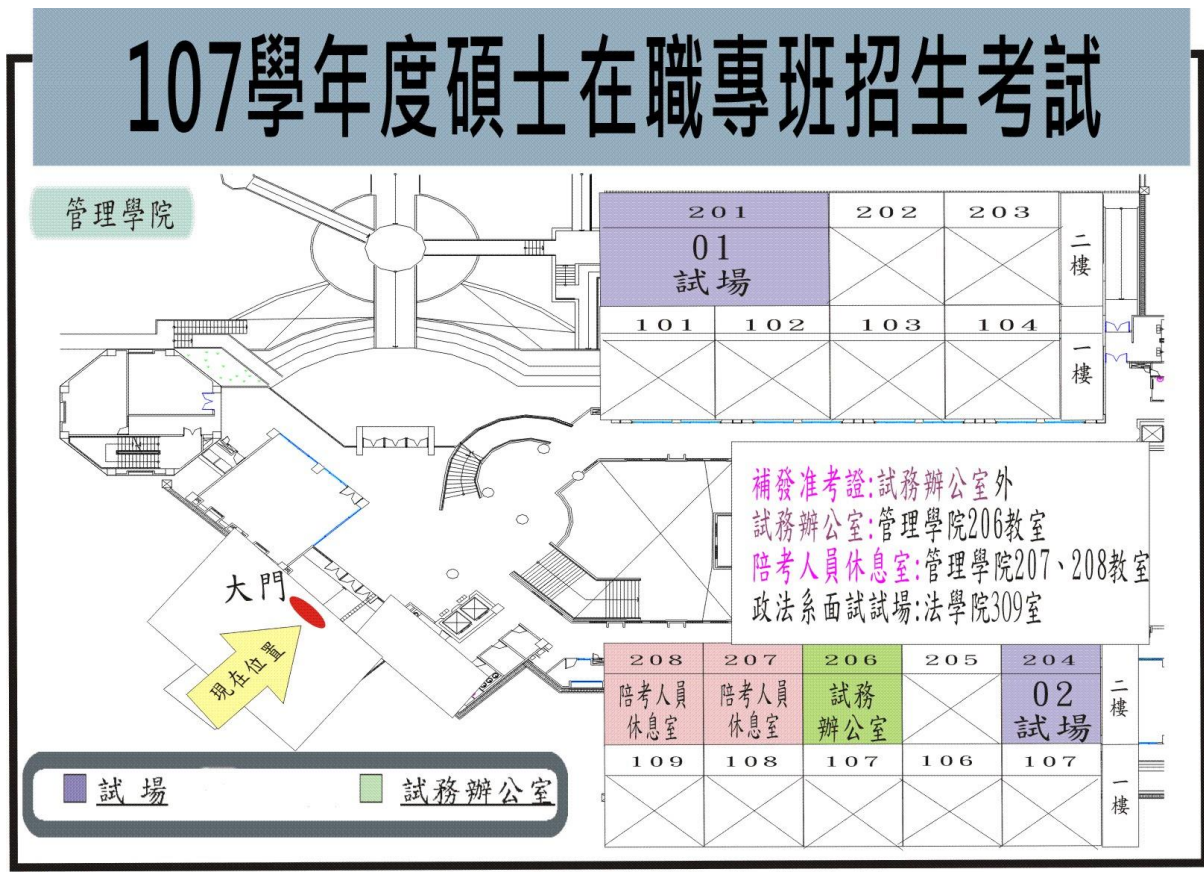 107學年度碩士在職專班招生考試
管理學院
201 202 203
01
試場
二樓
101 102 103 104
一樓
補發准考證:試務辦公室外
試務辦公室:管理學院206教室
陪考人員休息室:管理學院207、208教室
政法系面試試場:法學院309室
大門
現在位置
208 207 206 205 204
陪考人員
休息室
陪考人員
休息室
試務
辦公室
02
試場
二樓
109 108 107 106 107
一樓
試場 試務辦公室